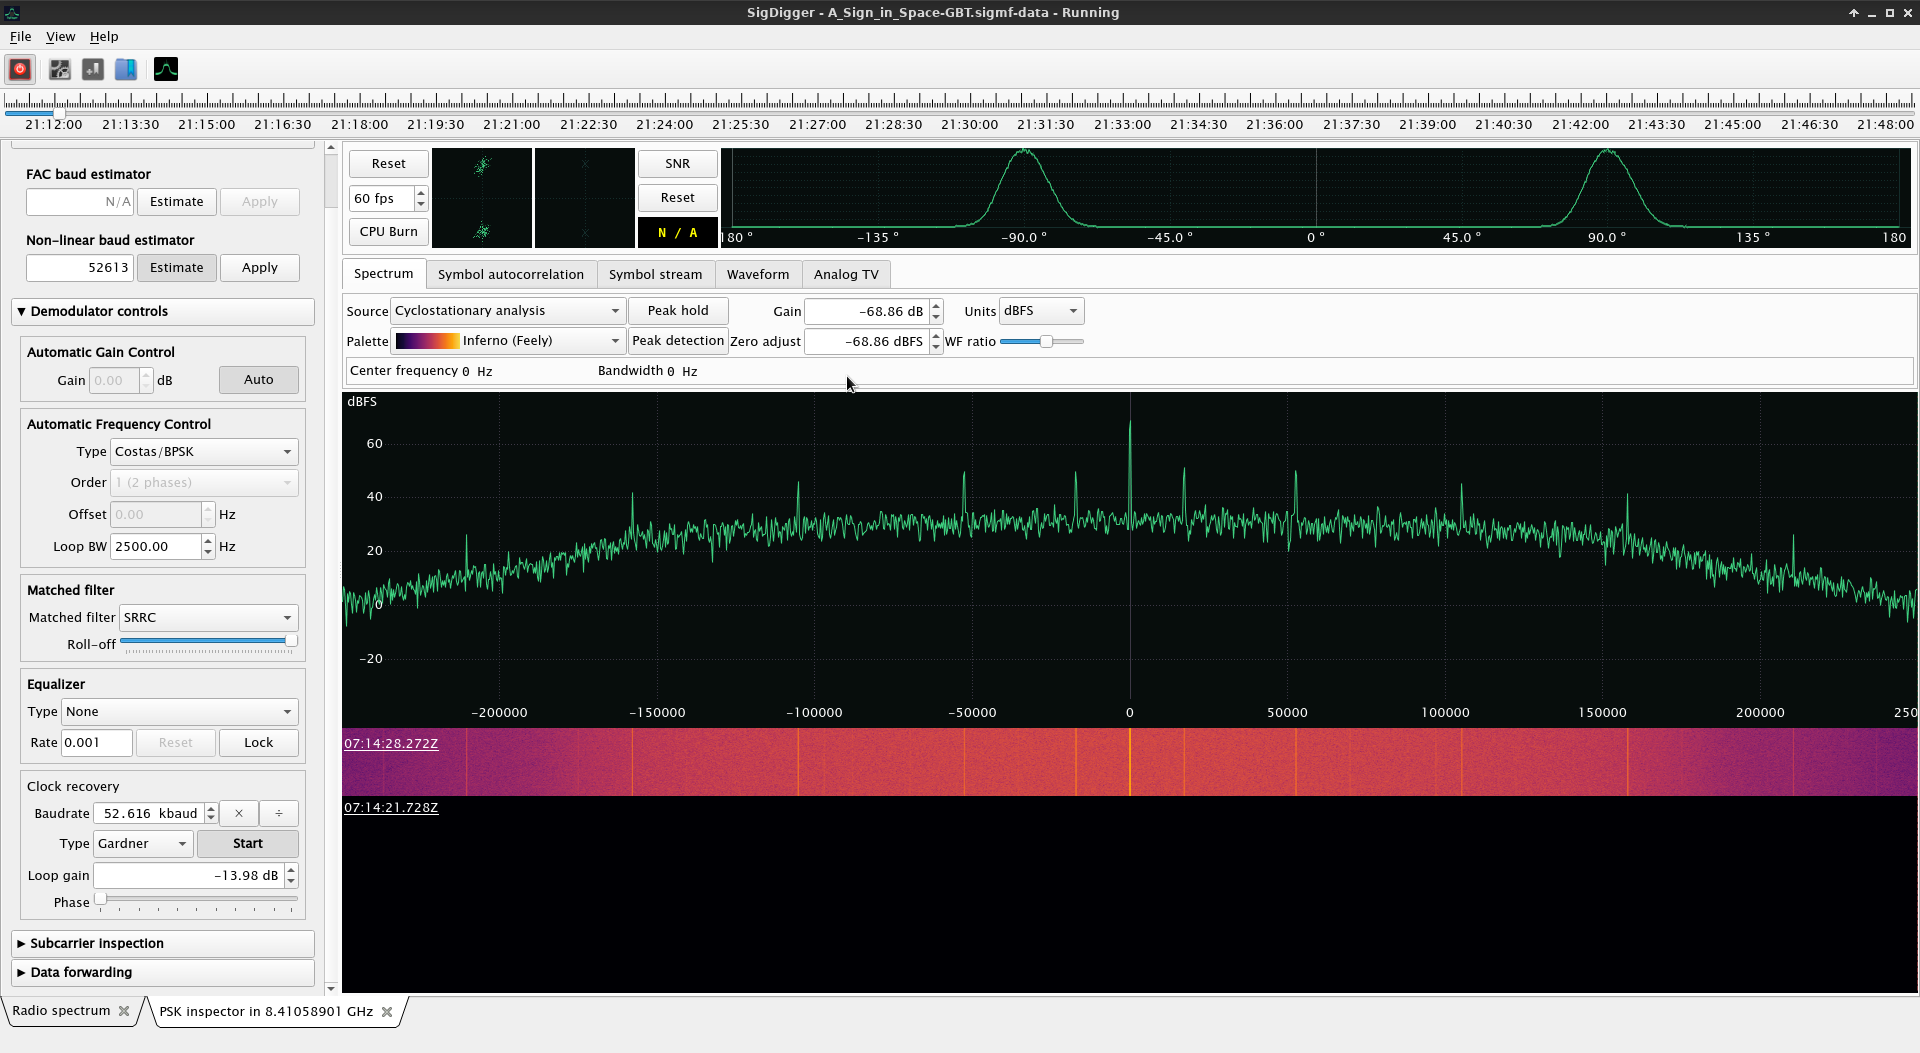 SigDigger - A_Sign_in_Space-GBT.sigmf-data - Running
File View Help
21:12:00 21:13:30 21:15:00 21:16:30 21:18:00 21:19:30 21:21:00 21:22:30 21:24:00 21:25:30 21:27:00 21:28:30 21:30:00 21:31:30 21:33:00 21:34:30 21:36:00 21:37:30 21:39:00 21:40:30 21:42:00 21:43:30 21:45:00 21:46:30 21:48:00
FAC baud estimator
N/A Estimate Apply
Non-linear baud estimator
52613 Estimate Apply
Demodulator controls
Automatic Gain Control
Gain 0.00 dB Auto
Automatic Frequency Control
Type Costas/BPSK
Order 1 (2 phases)
Offset 0.00 Hz
Loop BW 2500.00 Hz
Matched filter
Matched filter SRRC
Roll-off
Equalizer
Type None
Rate 0.001 Reset Lock
Clock recovery
Baudrate 52.616 kbaud × ÷
Type Gardner Start
Loop gain -13.98 dB
Phase
Subcarrier inspection
Data forwarding
Reset SNR
60 fps Reset
CPU Burn N / A
180 ° -135 ° -90.0 ° -45.0 ° 0 ° 45.0 ° 90.0 ° 135 ° 180
Spectrum Symbol autocorrelation Symbol stream Waveform Analog TV
Source Cyclostationary analysis Peak hold Gain -68.86 dB Units dBFS
Palette Inferno (Feely) Peak detection Zero adjust -68.86 dBFS WF ratio
Center frequency 0 Hz Bandwidth 0 Hz
dBFS
60
40
20
0
-20
-200000 -150000 -100000 -50000 0 50000 100000 150000 200000 250
07:14:28.272Z
07:14:21.728Z
Radio spectrum PSK inspector in 8.41058901 GHz